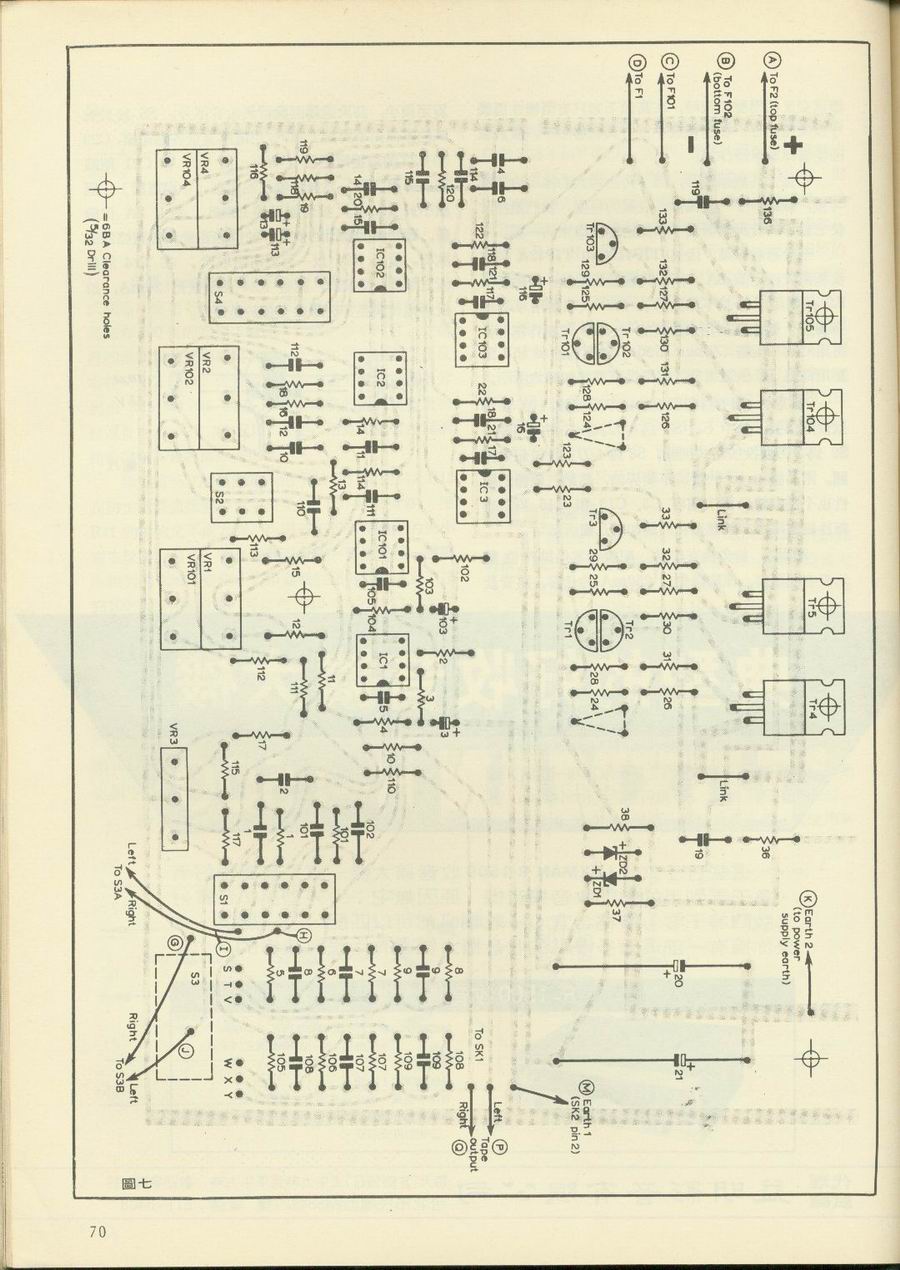 Ⓐ To F2 (top fuse)
+
Ⓑ To F102
(bottom fuse)
−
Ⓒ To F101
Ⓓ To F1
136
119
133
Tr103
132
127
129
125
130
Tr105
Tr101
Tr102
131
126
128
124
Tr104
123
23
Link
33
Tr3
32
27
29
25
30
Tr5
Tr1
Tr2
31
26
28
24
Tr4
Link
38
+
ZD2
+
ZD1
37
19
36
Ⓚ Earth 2
(to power
supply earth)
20
+
21
+
4
6
114
120
115
122
118
121
117
116
+
IC103
22
18
21
17
16
+
IC3
102
103
103
+
2
3
3
+
119
118
19
116
14
20
15
13
+
113
+
IC102
VR4
VR104
S4
IC2
112
18
16
12
10
14
11
114
111
13
110
VR2
VR102
S2
IC101
105
104
113
15
VR1
VR101
12
112
IC1
5
4
11
111
10
110
17
115
2
VR3
102
101
101
1
1
117
S1
Left
Right
To S3A
Ⓗ
Ⓘ
Ⓖ
S3
S T V
W X Y
Ⓙ
Right
Left
To S3B
5
8
6
7
7
9
9
8
105
108
106
107
107
109
109
108
To SK1
Ⓜ Earth 1
(SK2 pin 2)
Left
Ⓟ
Tape
output
Right
Ⓠ
=6BA Clearance holes
(5/32 Drill)
圖七
70